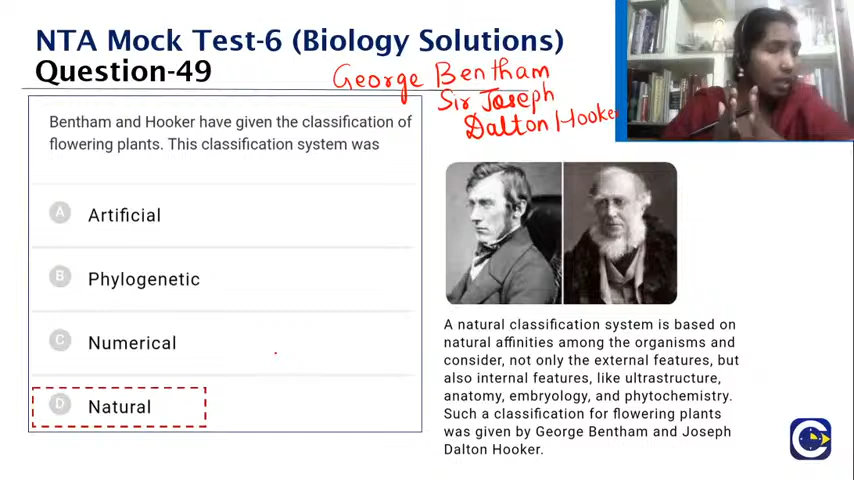 NTA Mock Test-6 (Biology Solutions)
Question-49
George Bentham
Sir Joseph
Dalton Hooker
Bentham and Hooker have given the classification of
flowering plants. This classification system was
A Artificial
B Phylogenetic
C Numerical
D Natural
A natural classification system is based on
natural affinities among the organisms and
consider, not only the external features, but
also internal features, like ultrastructure,
anatomy, embryology, and phytochemistry.
Such a classification for flowering plants
was given by George Bentham and Joseph
Dalton Hooker.